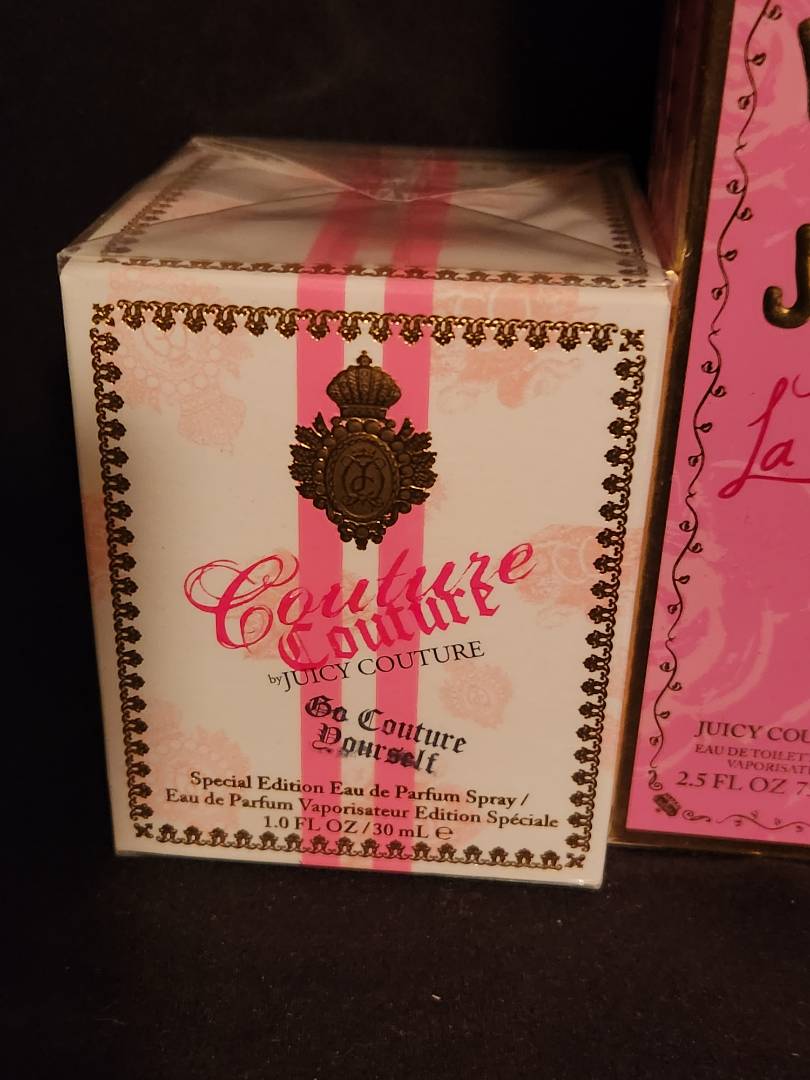 Couture
Couture
by JUICY COUTURE
Go Couture
Yourself
Special Edition Eau de Parfum Spray /
Eau de Parfum Vaporisateur Edition Spéciale
1.0 FL OZ / 30 mL ℮
La
JUICY COU
EAU DE TOILET
VAPORISAT
2.5 FL OZ 7